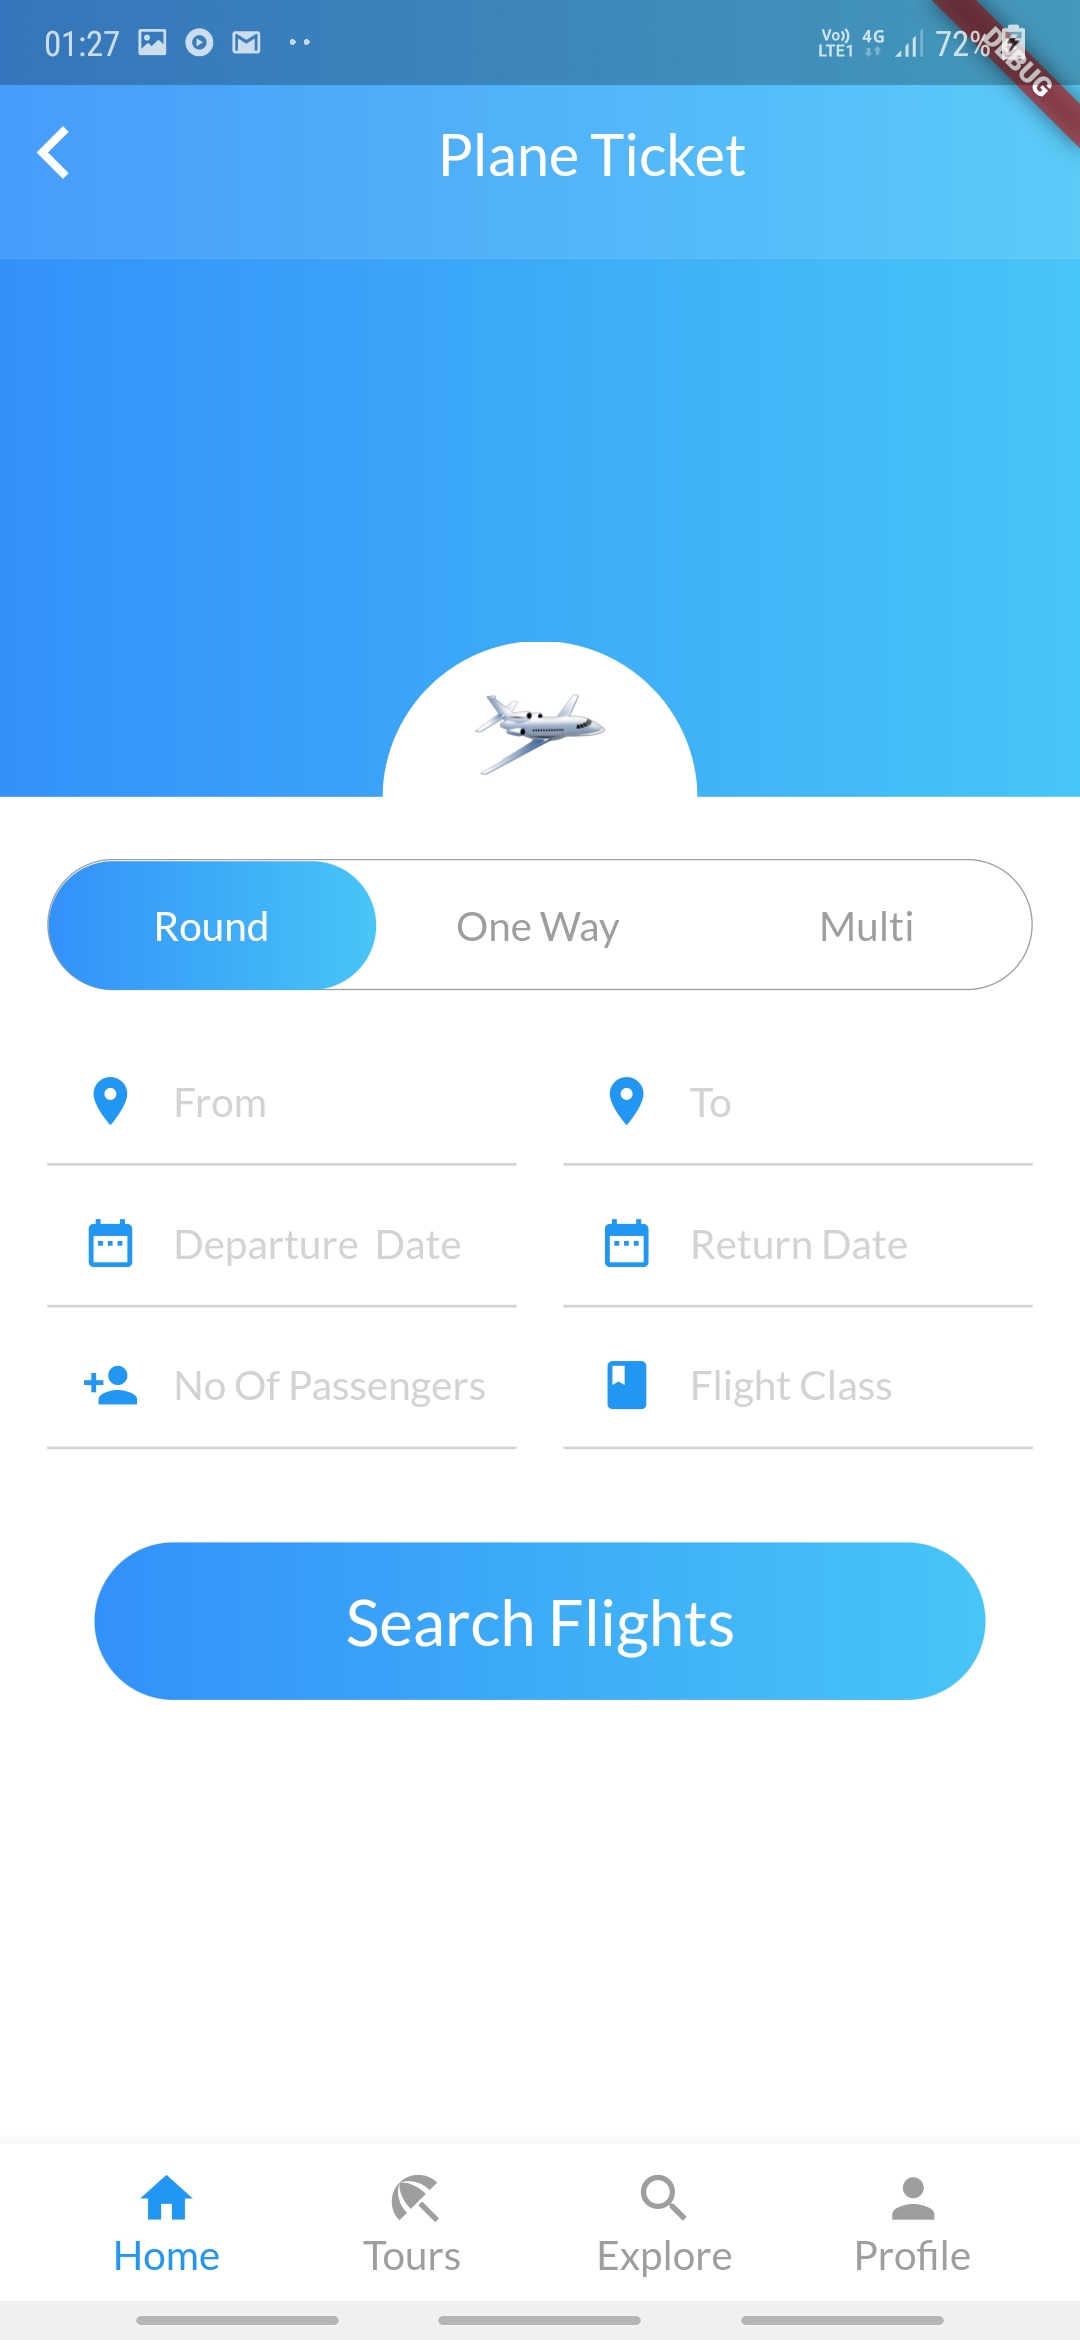 01:27 Vo)) LTE1 4G 72%
DEBUG
Plane Ticket
Round One Way Multi
From To
Departure  Date Return Date
No Of Passengers Flight Class
Search Flights
Home Tours Explore Profile